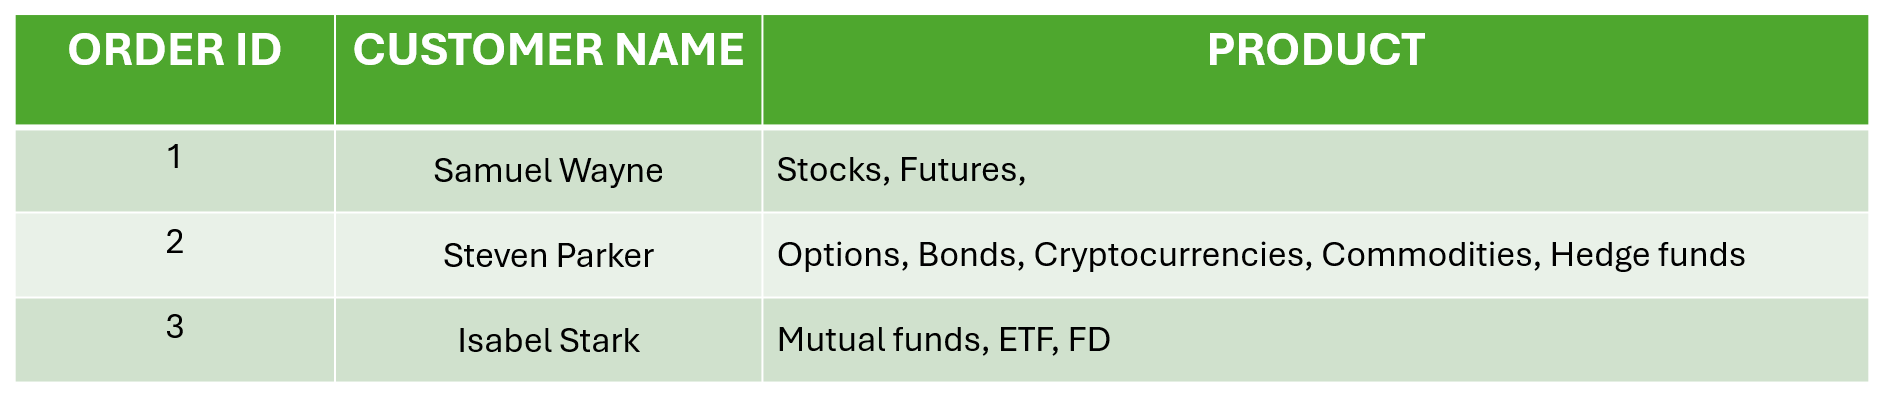 ORDER ID CUSTOMER NAME PRODUCT
1 Samuel Wayne Stocks, Futures,
2 Steven Parker Options, Bonds, Cryptocurrencies, Commodities, Hedge funds
3 Isabel Stark Mutual funds, ETF, FD